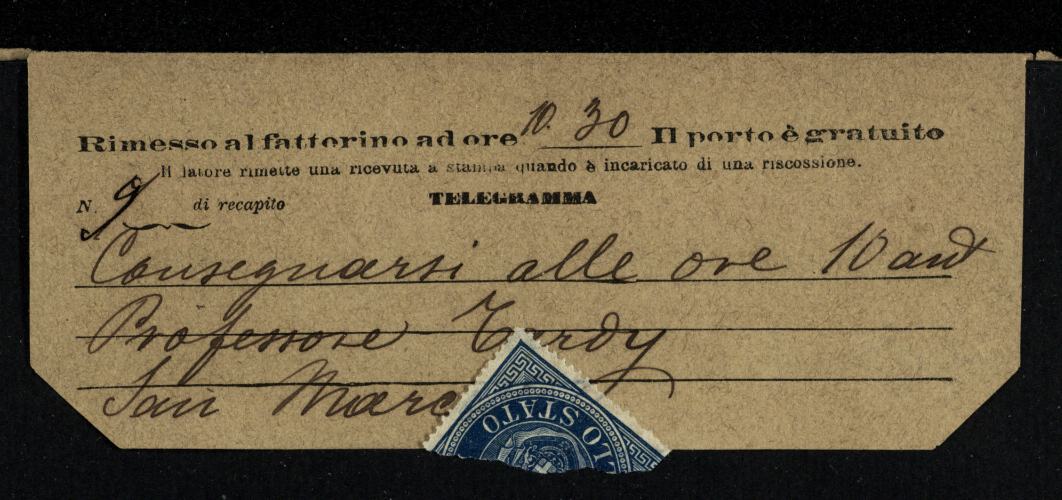 Rimesso al fattorino ad ore 10.30 Il porto è gratuito
Il latore rimette una ricevuta a stampa quando è incaricato di una riscossione.
N. 9 di recapito TELEGRAMMA
Consegnarsi alle ore 10 ant
Professore Tardy
San Marc
LO STATO